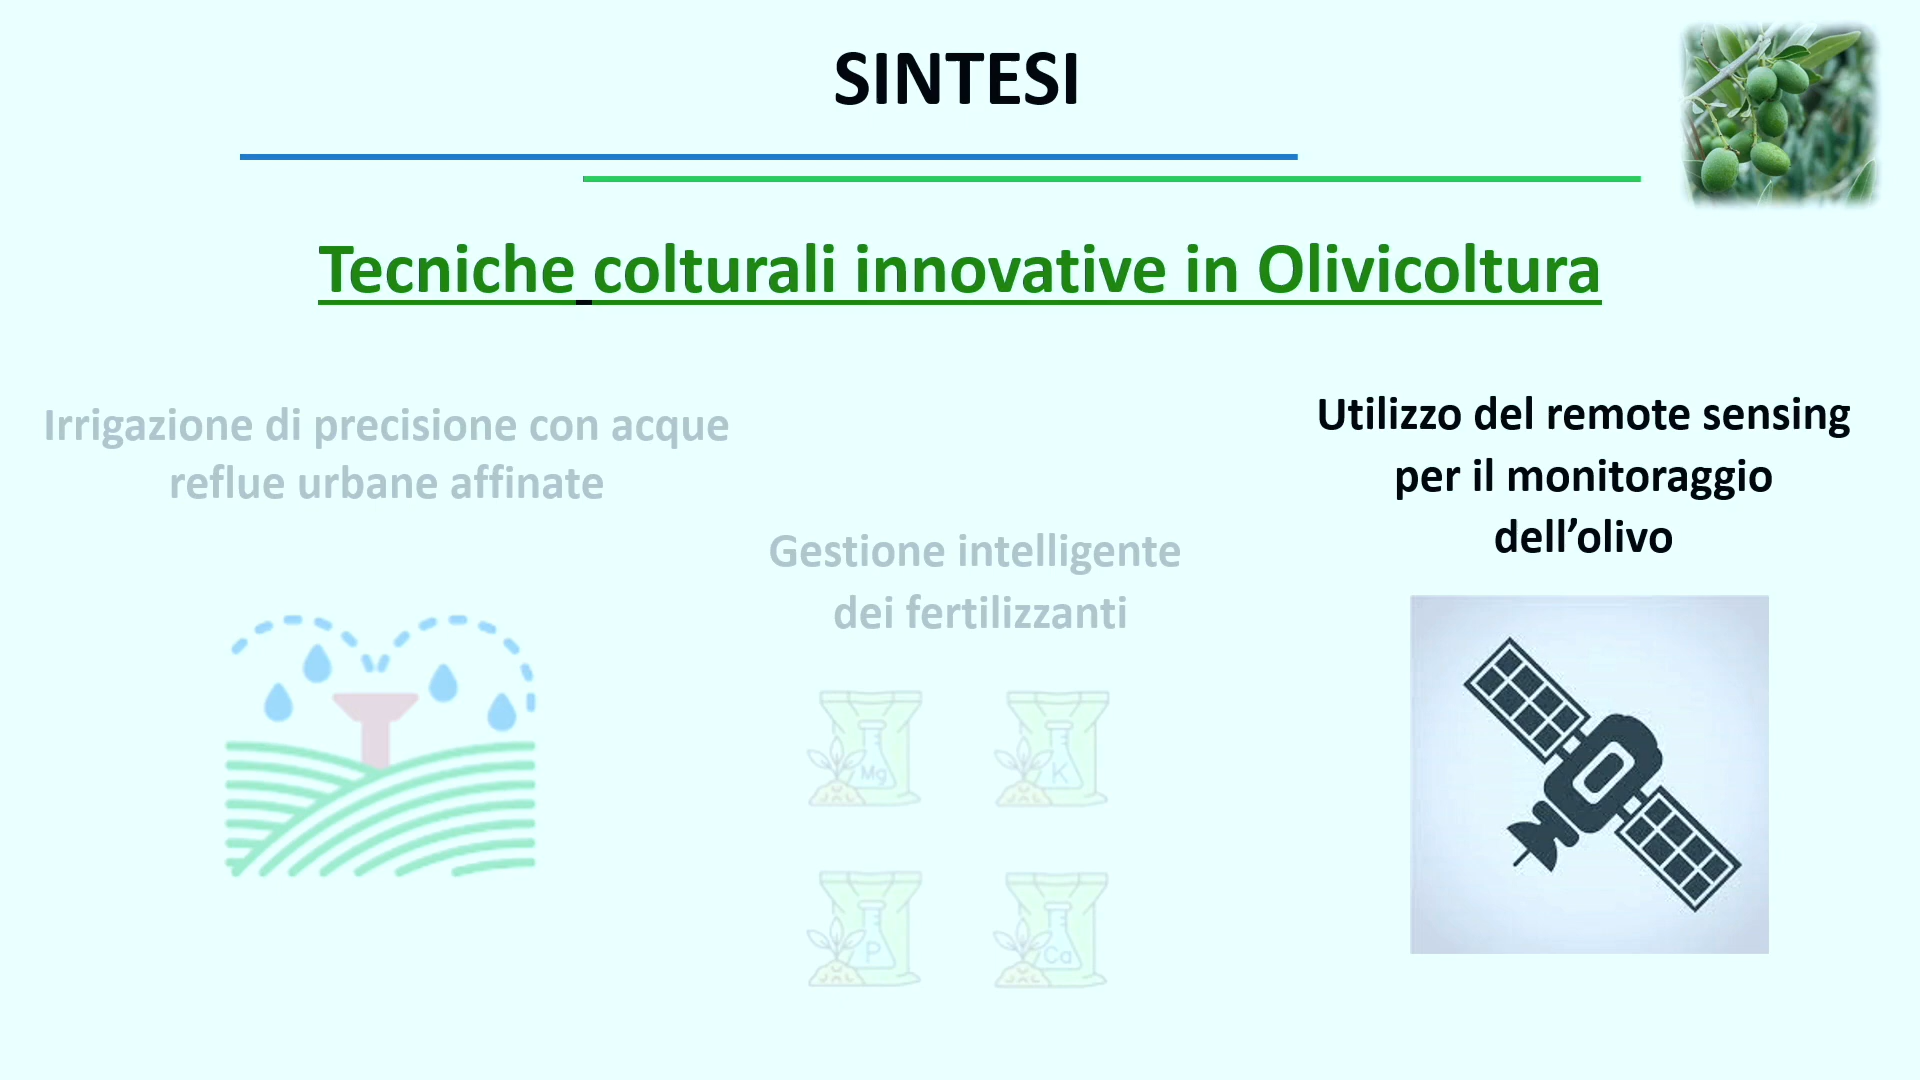 SINTESI
Tecniche colturali innovative in Olivicoltura
Irrigazione di precisione con acque
reflue urbane affinate
Gestione intelligente
dei fertilizzanti
Utilizzo del remote sensing
per il monitoraggio
dell’olivo
Mg
K
P
Ca